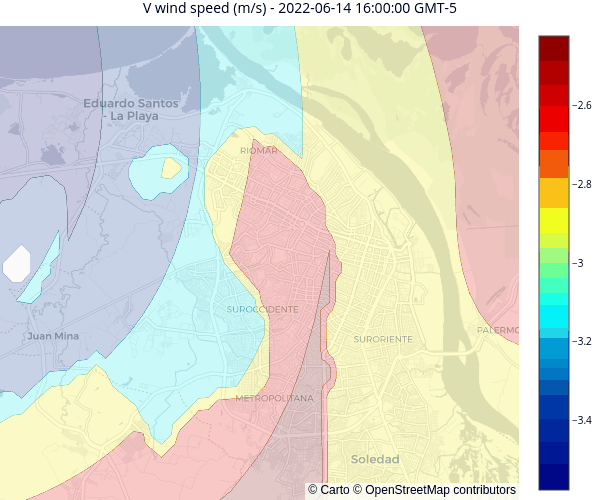 V wind speed (m/s) - 2022-06-14 16:00:00 GMT-5
Eduardo Santos
- La Playa
RIOMAR
SUROCCIDENTE
Juan Mina
SURORIENTE
PALERMO
METROPOLITANA
Soledad
© Carto © OpenStreetMap contributors
−2.6
−2.8
−3
−3.2
−3.4